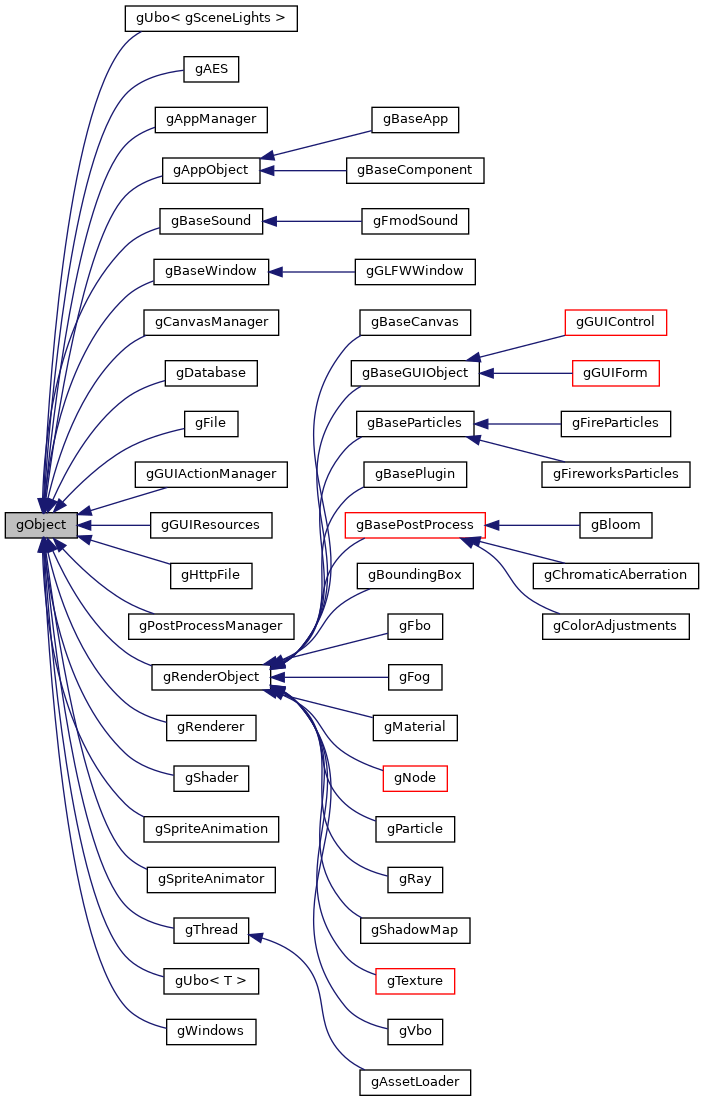 gUbo< gSceneLights >
gAES
gAppManager
gBaseApp
gAppObject
gBaseComponent
gBaseSound
gFmodSound
gBaseWindow
gGLFWWindow
gCanvasManager
gBaseCanvas
gGUIControl
gDatabase
gBaseGUIObject
gGUIForm
gFile
gBaseParticles
gFireParticles
gGUIActionManager
gBasePlugin
gFireworksParticles
gObject
gGUIResources
gBasePostProcess
gBloom
gHttpFile
gBoundingBox
gChromaticAberration
gPostProcessManager
gFbo
gColorAdjustments
gRenderObject
gFog
gRenderer
gMaterial
gShader
gNode
gSpriteAnimation
gParticle
gSpriteAnimator
gRay
gThread
gShadowMap
gUbo< T >
gTexture
gWindows
gVbo
gAssetLoader